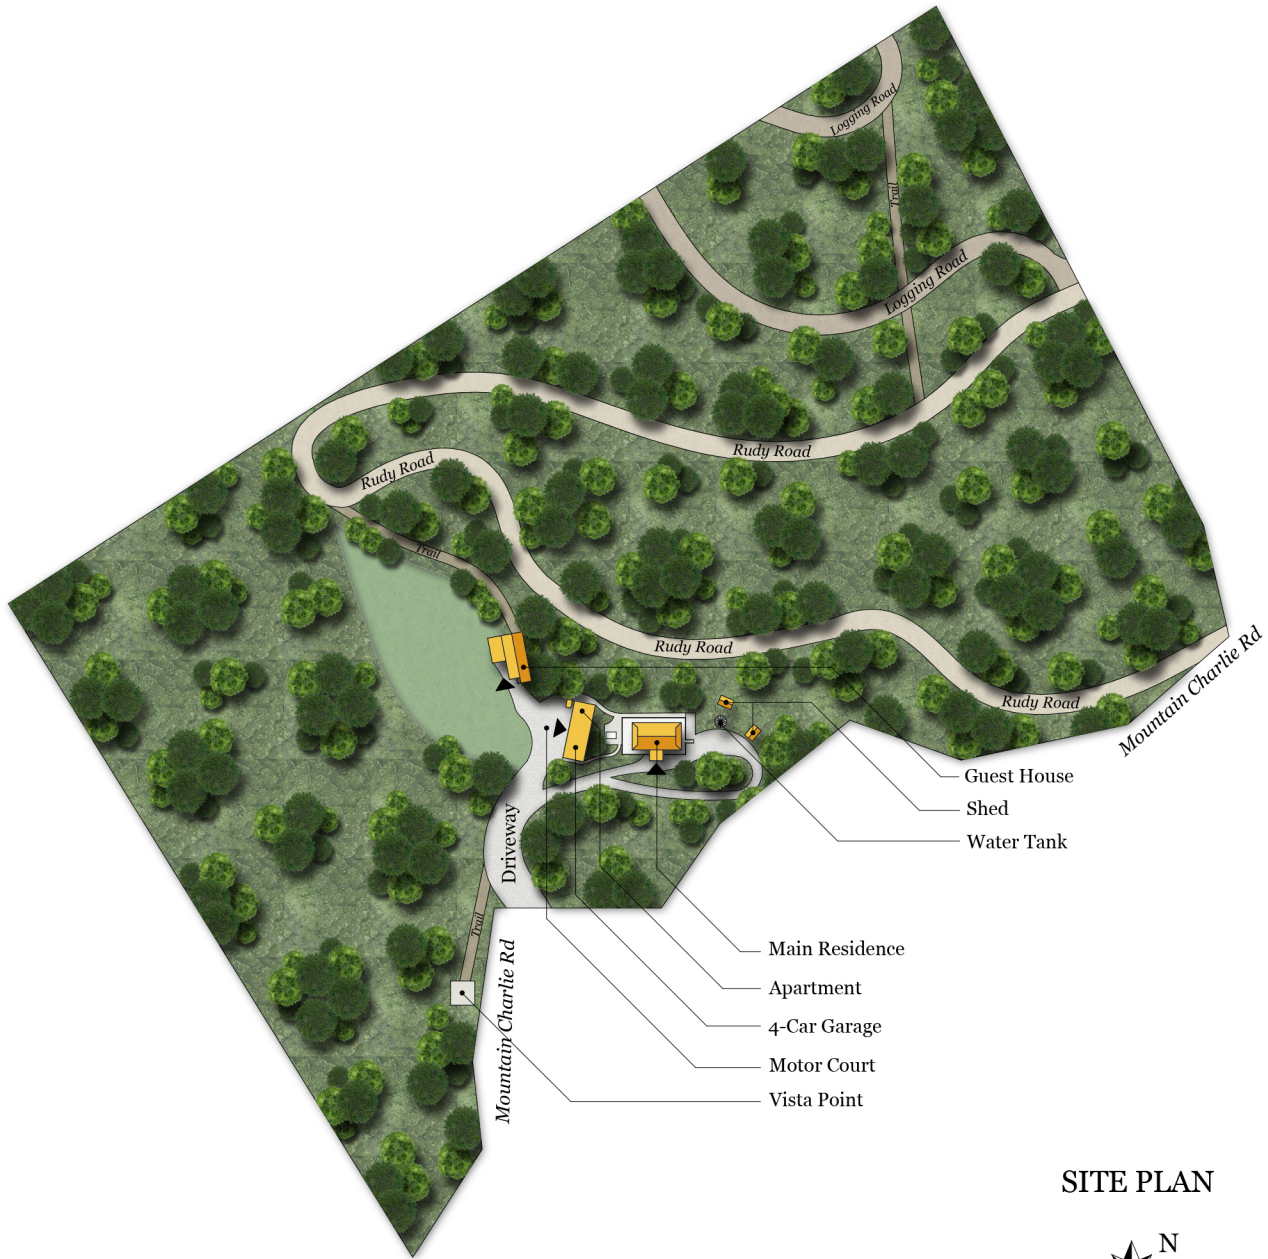 Logging Road
Trail
Logging Road
Rudy Road
Rudy Road
Trail
Rudy Road
Mountain Charlie Rd
Rudy Road
Guest House
Shed
Driveway
Water Tank
Trail
Mountain Charlie Rd
Main Residence
Apartment
4-Car Garage
Motor Court
Vista Point
SITE PLAN
N